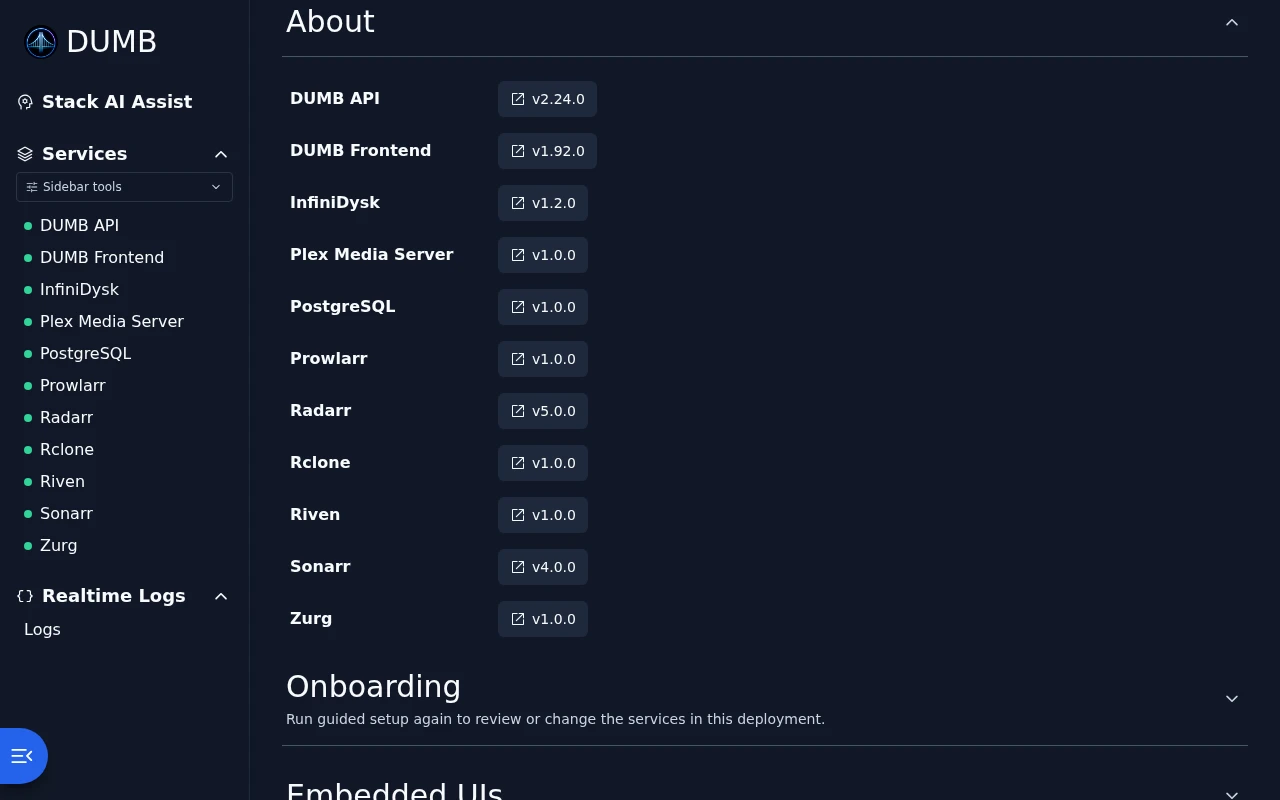 DUMB
Stack AI Assist
Services
Sidebar tools
DUMB API
DUMB Frontend
InfiniDysk
Plex Media Server
PostgreSQL
Prowlarr
Radarr
Rclone
Riven
Sonarr
Zurg
Realtime Logs
Logs
About
DUMB API v2.24.0
DUMB Frontend v1.92.0
InfiniDysk v1.2.0
Plex Media Server v1.0.0
PostgreSQL v1.0.0
Prowlarr v1.0.0
Radarr v5.0.0
Rclone v1.0.0
Riven v1.0.0
Sonarr v4.0.0
Zurg v1.0.0
Onboarding
Run guided setup again to review or change the services in this deployment.
Embedded UIs